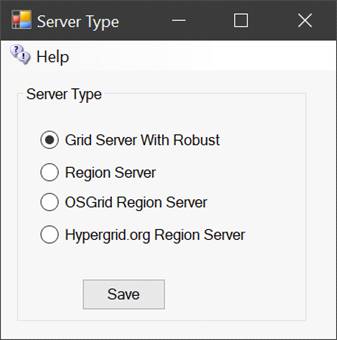 Server Type
Help
Server Type
Grid Server With Robust
Region Server
OSGrid Region Server
Hypergrid.org Region Server
Save